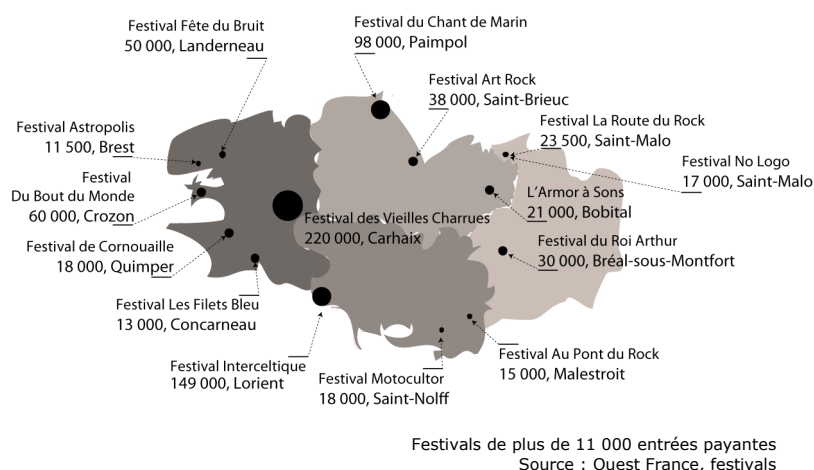 Festival Fête du Bruit
50 000, Landerneau
Festival du Chant de Marin
98 000, Paimpol
Festival Art Rock
38 000, Saint-Brieuc
Festival La Route du Rock
23 500, Saint-Malo
Festival No Logo
17 000, Saint-Malo
Festival Astropolis
11 500, Brest
Festival
Du Bout du Monde
60 000, Crozon
L'Armor à Sons
21 000, Bobital
Festival des Vieilles Charrues
220 000, Carhaix
Festival de Cornouaille
18 000, Quimper
Festival du Roi Arthur
30 000, Bréal-sous-Montfort
Festival Les Filets Bleu
13 000, Concarneau
Festival Interceltique
149 000, Lorient
Festival Motocultor
18 000, Saint-Nolff
Festival Au Pont du Rock
15 000, Malestroit
Festivals de plus de 11 000 entrées payantes
Source : Ouest France, festivals